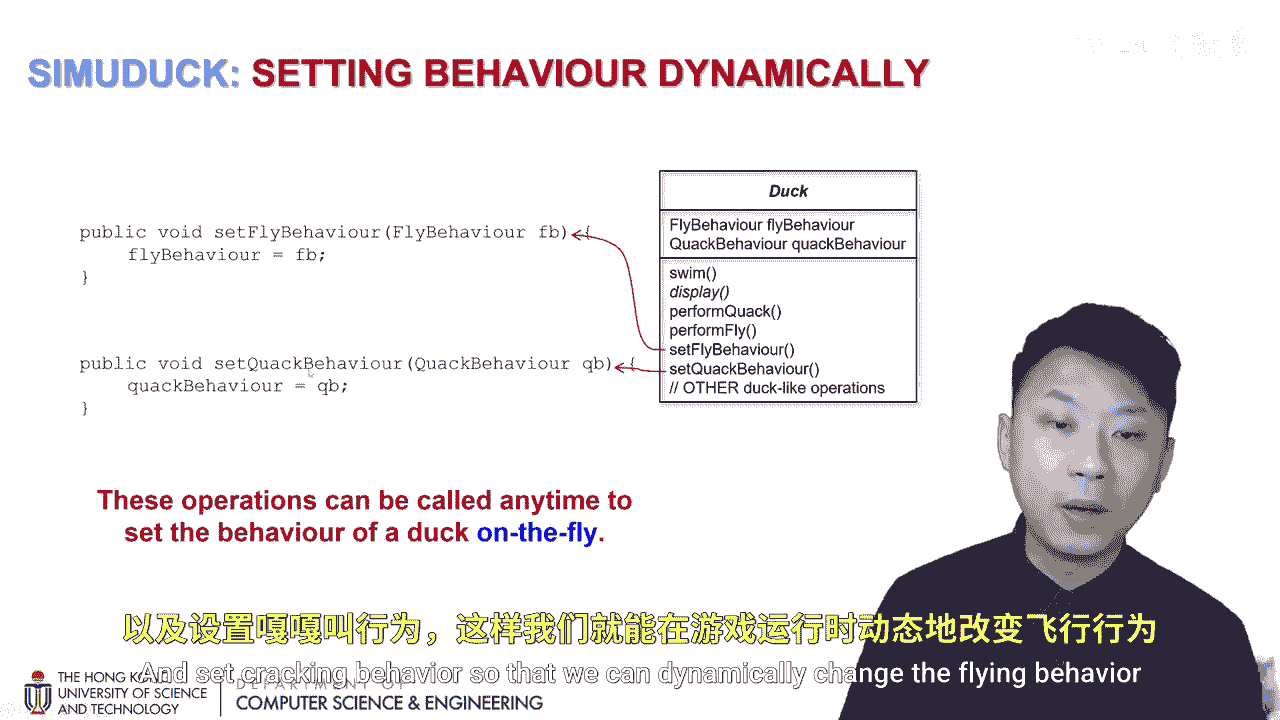 SIMUDUCK: SETTING BEHAVIOUR DYNAMICALLY
public void setFlyBehaviour(FlyBehaviour fb) {
flyBehaviour = fb;
}
public void setQuackBehaviour(QuackBehaviour qb) {
quackBehaviour = qb;
}
Duck
FlyBehaviour flyBehaviour
QuackBehaviour quackBehaviour
swim()
display()
performQuack()
performFly()
setFlyBehaviour()
setQuackBehaviour()
// OTHER duck-like operations
These operations can be called anytime to
set the behaviour of a duck on-the-fly.
以及设置嘎嘎叫行为，这样我们就能在游戏运行时动态地改变飞行行为
And set cracking behavior so that we can dynamically change the flying behavior
THE HONG KONG
UNIVERSITY OF SCIENCE
AND TECHNOLOGY
DEPARTMENT OF
COMPUTER SCIENCE & ENGINEERING